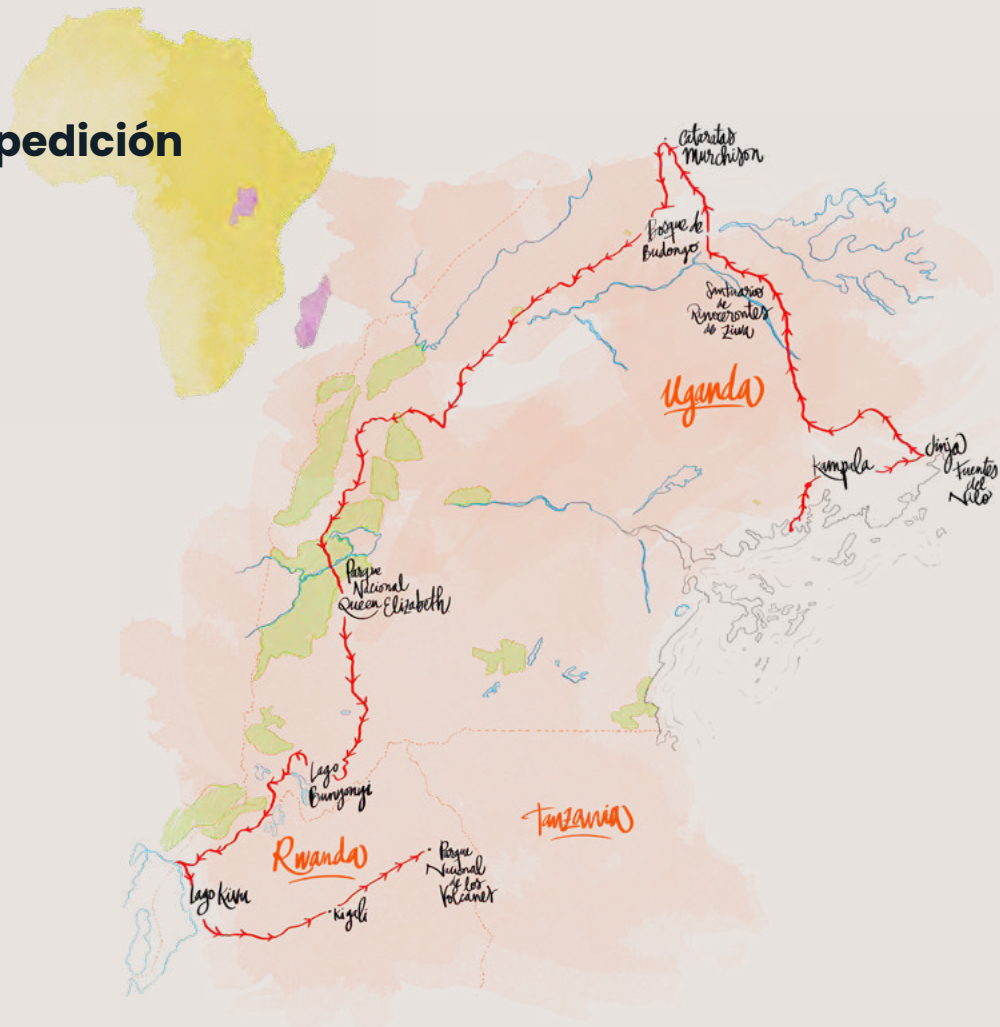 pedición
Cataratas
Murchison
Bosque de
Budongo
Santuarios
de
Rinocerontes
de Ziwa
Uganda
Jinja
Fuentes
del
Nilo
Kampala
Parque
Nacional
Queen Elizabeth
Lago
Bunyonyi
Tanzania
Rwanda
Parque
Nacional
de los
Volcanes
Lago Kivu
Kigali